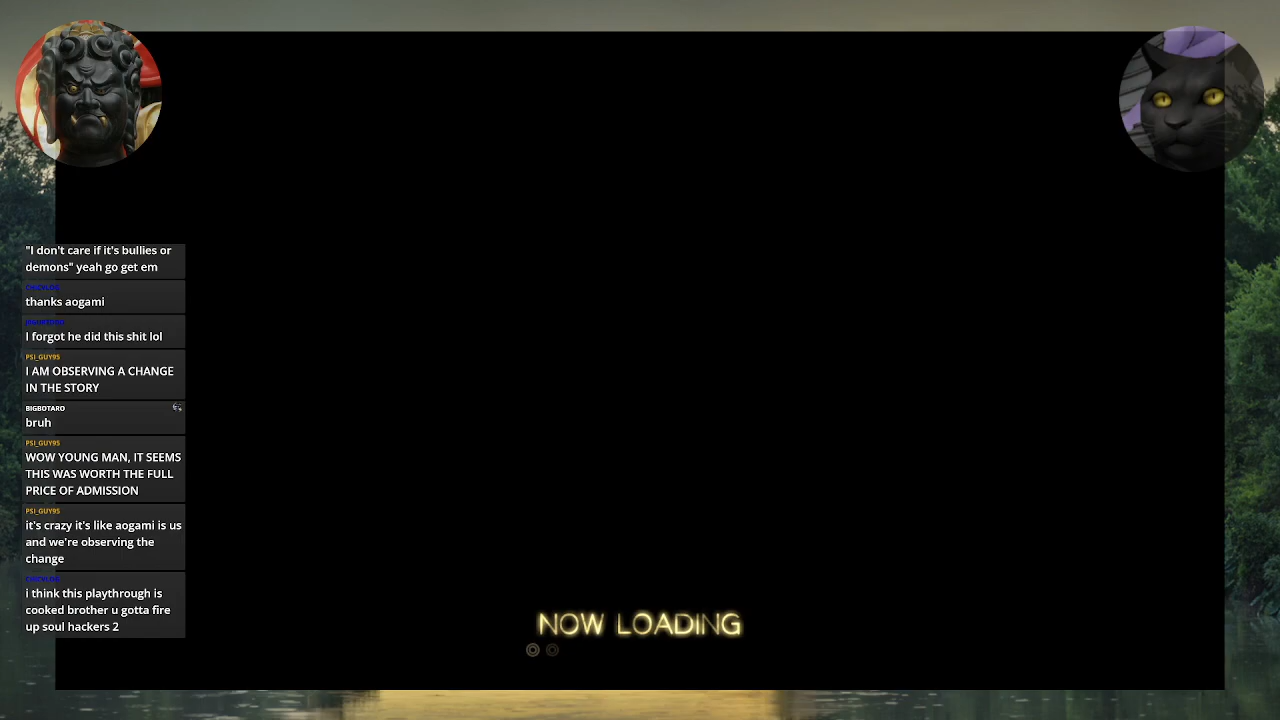 "I don't care if it's bullies or
demons" yeah go get em
thanks aogami
I forgot he did this shit lol
PSI_GUY95
I AM OBSERVING A CHANGE
IN THE STORY
BIGBOTARO
bruh
PSI_GUY95
WOW YOUNG MAN, IT SEEMS
THIS WAS WORTH THE FULL
PRICE OF ADMISSION
PSI_GUY95
it's crazy it's like aogami is us
and we're observing the
change
i think this playthrough is
cooked brother u gotta fire
up soul hackers 2
NOW LOADING